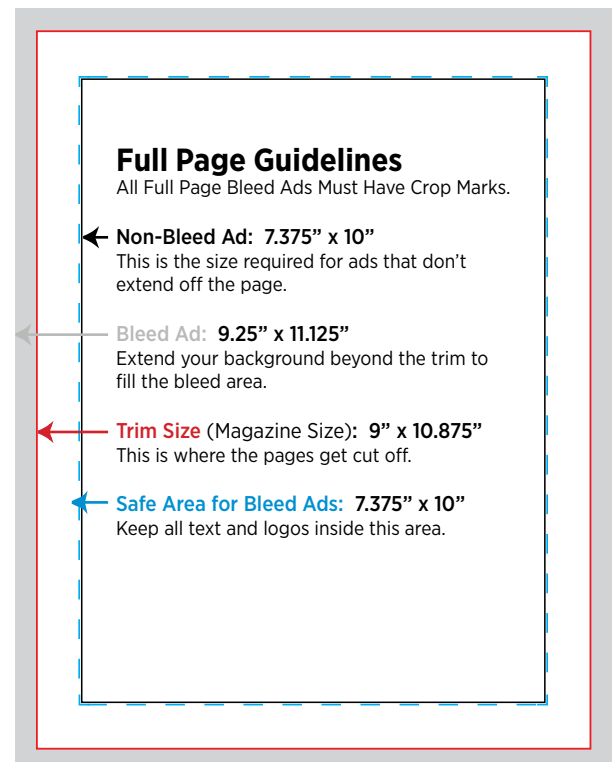 Full Page Guidelines
All Full Page Bleed Ads Must Have Crop Marks.
Non-Bleed Ad: 7.375” x 10”
This is the size required for ads that don’t
extend off the page.
Bleed Ad: 9.25” x 11.125”
Extend your background beyond the trim to
fill the bleed area.
Trim Size (Magazine Size): 9” x 10.875”
This is where the pages get cut off.
Safe Area for Bleed Ads: 7.375” x 10”
Keep all text and logos inside this area.